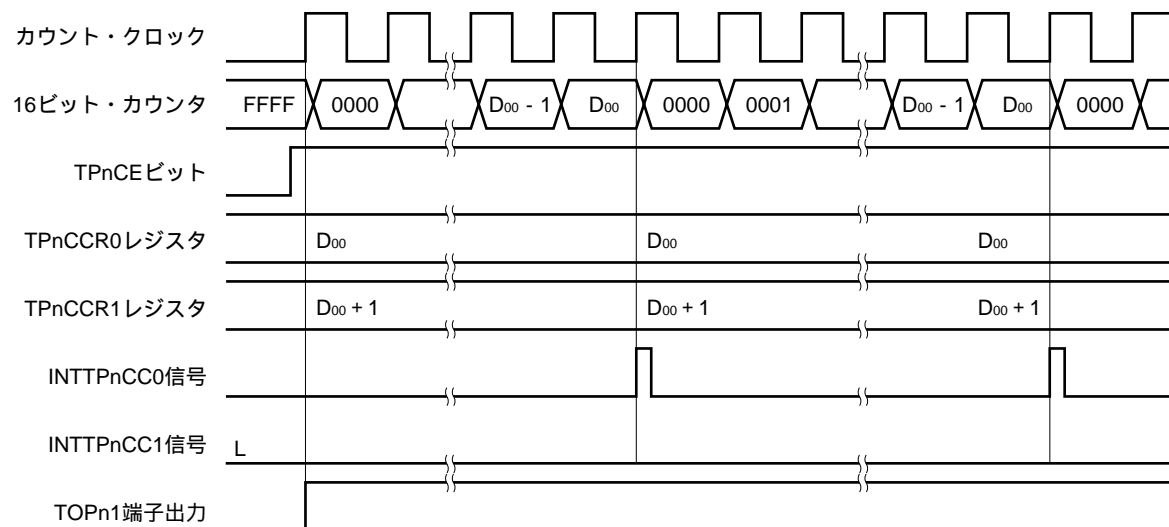 カウント・クロック
16ビット・カウンタ FFFF 0000 D00 - 1 D00 0000 0001 D00 - 1 D00 0000
TPnCEビット
TPnCCR0レジスタ D00 D00 D00
TPnCCR1レジスタ D00 + 1 D00 + 1 D00 + 1
INTTPnCC0信号
INTTPnCC1信号 L
TOPn1端子出力